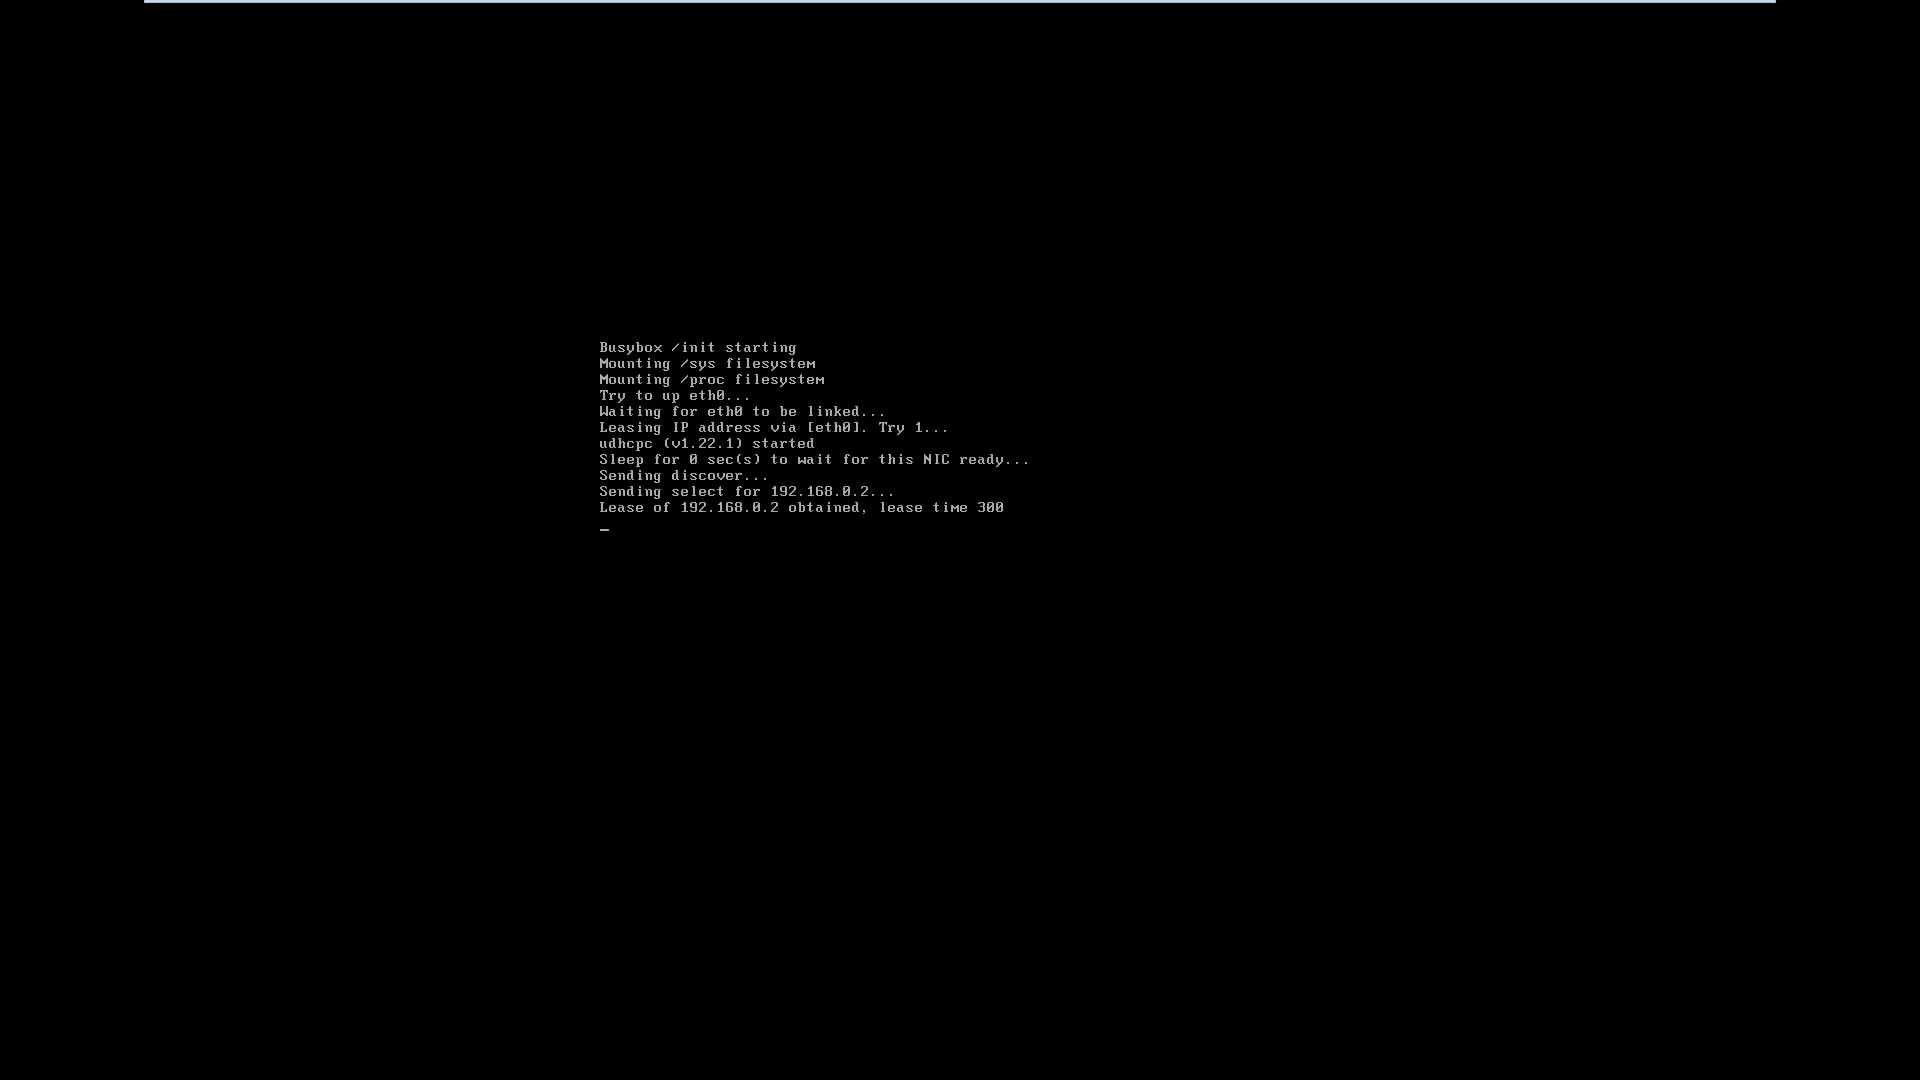 Busybox /init starting
Mounting /sys filesystem
Mounting /proc filesystem
Try to up eth0...
Waiting for eth0 to be linked...
Leasing IP address via [eth0]. Try 1...
udhcpc (v1.22.1) started
Sleep for 0 sec(s) to wait for this NIC ready...
Sending discover...
Sending select for 192.168.0.2...
Lease of 192.168.0.2 obtained, lease time 300
_